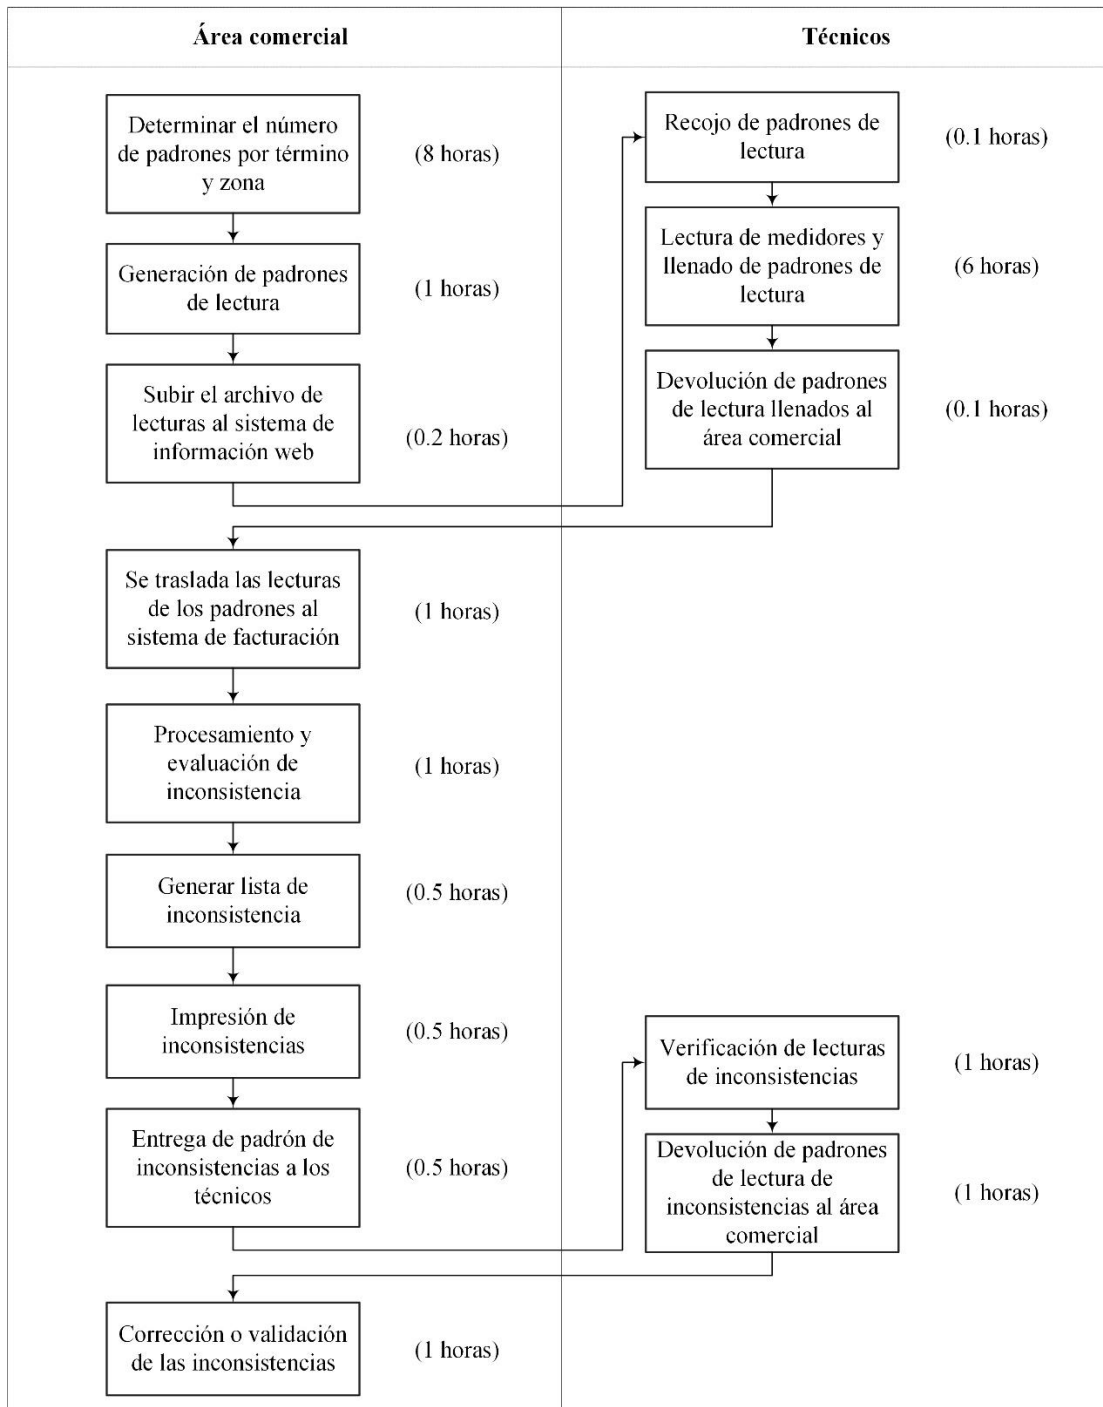 Área comercial
Técnicos
Determinar el número
de padrones por término
y zona
(8 horas)
Generación de padrones
de lectura
(1 horas)
Subir el archivo de
lecturas al sistema de
información web
(0.2 horas)
Recojo de padrones de
lectura
(0.1 horas)
Lectura de medidores y
llenado de padrones de
lectura
(6 horas)
Devolución de padrones
de lectura llenados al
área comercial
(0.1 horas)
Se traslada las lecturas
de los padrones al
sistema de facturación
(1 horas)
Procesamiento y
evaluación de
inconsistencia
(1 horas)
Generar lista de
inconsistencia
(0.5 horas)
Impresión de
inconsistencias
(0.5 horas)
Entrega de padrón de
inconsistencias a los
técnicos
(0.5 horas)
Verificación de lecturas
de inconsistencias
(1 horas)
Devolución de padrones
de lectura de
inconsistencias al área
comercial
(1 horas)
Corrección o validación
de las inconsistencias
(1 horas)